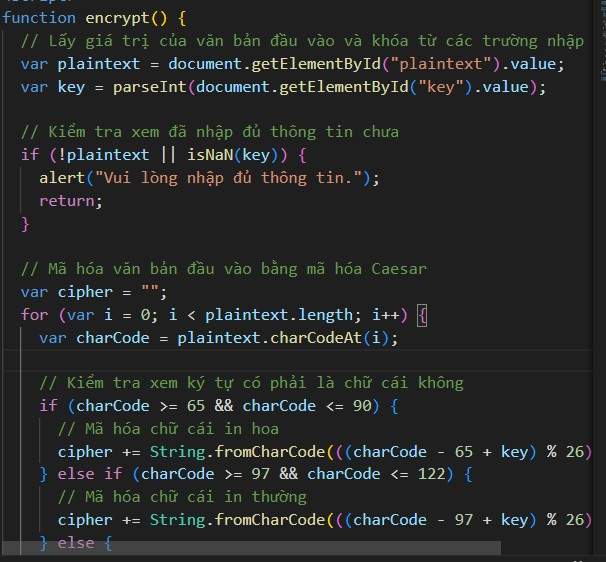 function encrypt() {
// Lấy giá trị của văn bản đầu vào và khóa từ các trường nhập
var plaintext = document.getElementById("plaintext").value;
var key = parseInt(document.getElementById("key").value);
// Kiểm tra xem đã nhập đủ thông tin chưa
if (!plaintext || isNaN(key)) {
alert("Vui lòng nhập đủ thông tin.");
return;
}
// Mã hóa văn bản đầu vào bằng mã hóa Caesar
var cipher = "";
for (var i = 0; i < plaintext.length; i++) {
var charCode = plaintext.charCodeAt(i);
// Kiểm tra xem ký tự có phải là chữ cái không
if (charCode >= 65 && charCode <= 90) {
// Mã hóa chữ cái in hoa
cipher += String.fromCharCode(((charCode - 65 + key) % 26)
} else if (charCode >= 97 && charCode <= 122) {
// Mã hóa chữ cái in thường
cipher += String.fromCharCode(((charCode - 97 + key) % 26)
} else {